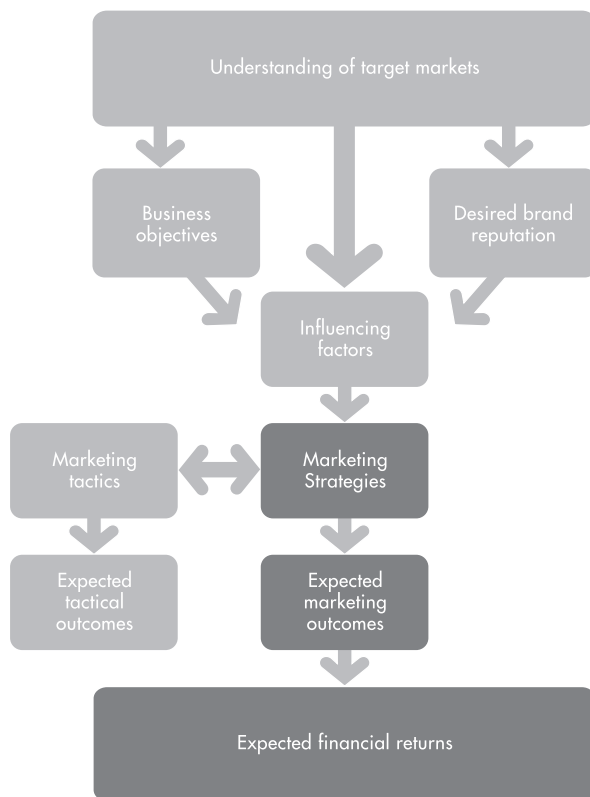 Understanding of target markets
Business
objectives
Desired brand
reputation
Influencing
factors
Marketing
tactics
Marketing
Strategies
Expected
tactical
outcomes
Expected
marketing
outcomes
Expected financial returns